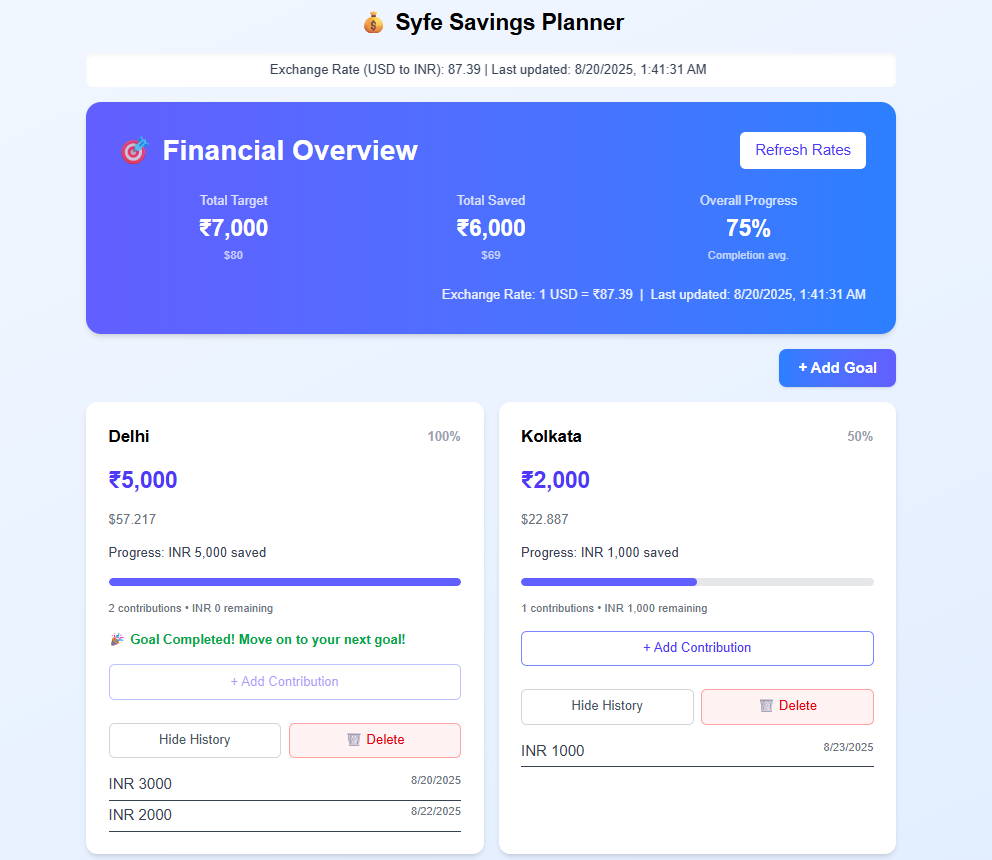 💰 Syfe Savings Planner
Exchange Rate (USD to INR): 87.39 | Last updated: 8/20/2025, 1:41:31 AM
🎯 Financial Overview
Refresh Rates
Total Target
₹7,000
$80
Total Saved
₹6,000
$69
Overall Progress
75%
Completion avg.
Exchange Rate: 1 USD = ₹87.39 | Last updated: 8/20/2025, 1:41:31 AM
+ Add Goal
Delhi
100%
₹5,000
$57.217
Progress: INR 5,000 saved
2 contributions • INR 0 remaining
🎉 Goal Completed! Move on to your next goal!
+ Add Contribution
Hide History
🗑️ Delete
INR 3000
8/20/2025
INR 2000
8/22/2025
Kolkata
50%
₹2,000
$22.887
Progress: INR 1,000 saved
1 contributions • INR 1,000 remaining
+ Add Contribution
Hide History
🗑️ Delete
INR 1000
8/23/2025